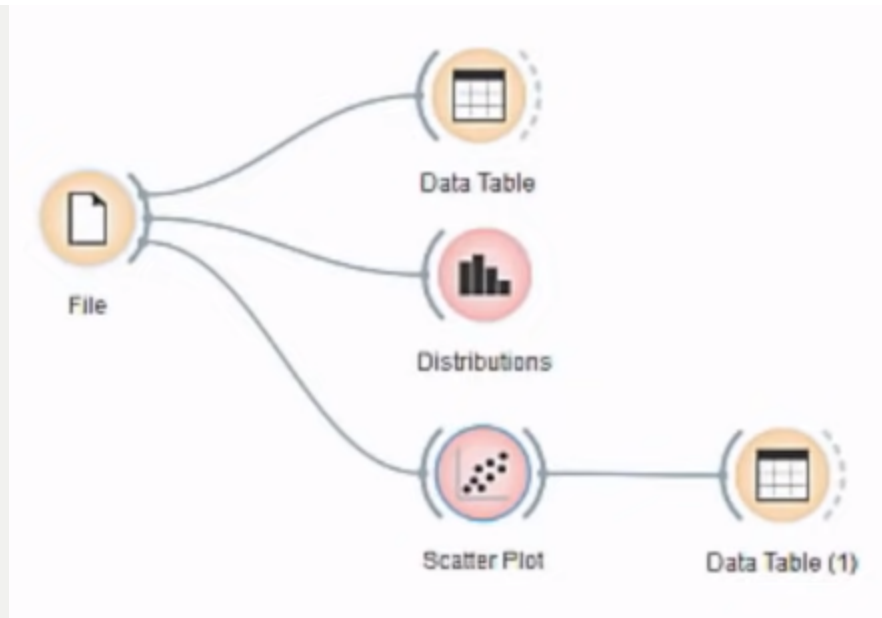 Data Table
File
Distributions
Scatter Plot
Data Table (1)